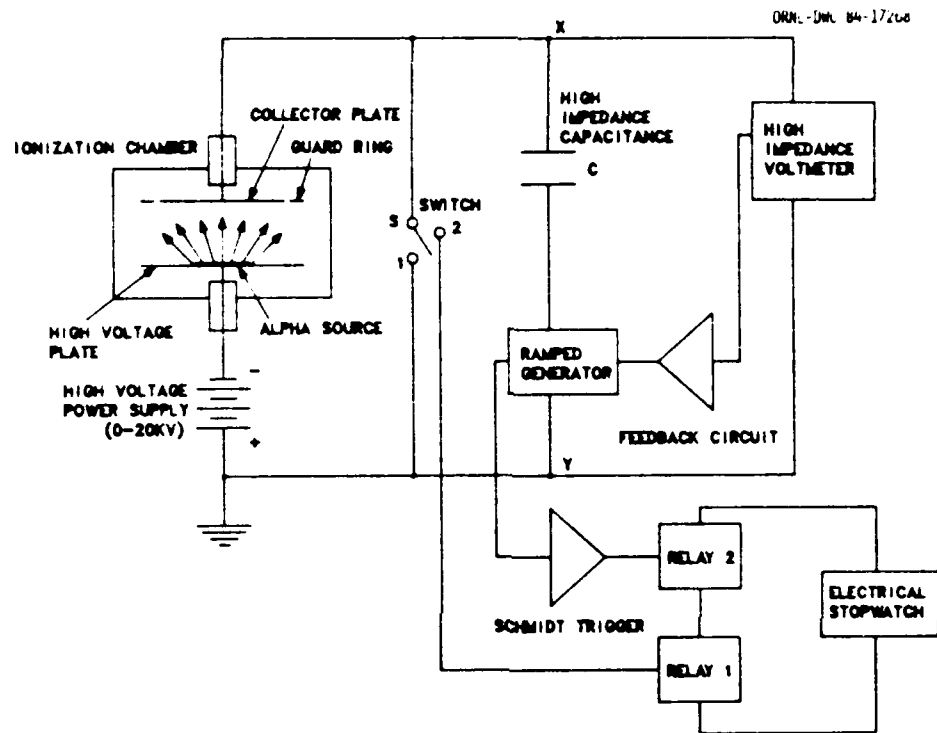 ORNL-DWG 84-17268
X
COLLECTOR PLATE
HIGH
IMPEDANCE
CAPACITANCE
IONIZATION CHAMBER
GUARD RING
HIGH
IMPEDANCE
VOLTMETER
C
SWITCH
S
2
1
HIGH VOLTAGE
PLATE
ALPHA SOURCE
RAMPED
GENERATOR
-
HIGH VOLTAGE
POWER SUPPLY
(0-20KV)
+
FEEDBACK CIRCUIT
Y
RELAY 2
ELECTRICAL
STOPWATCH
SCHMIDT TRIGGER
RELAY 1